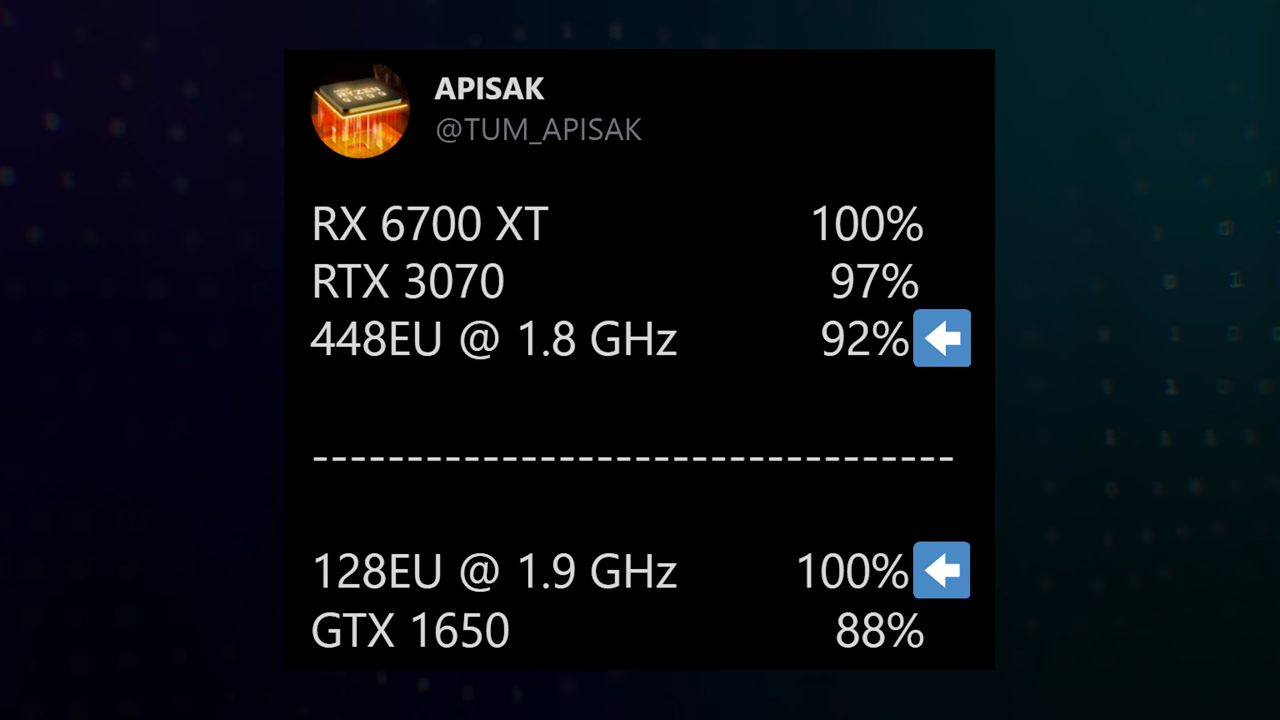 APISAK
@TUM_APISAK
RX 6700 XT 100%
RTX 3070 97%
448EU @ 1.8 GHz 92% ⬅
----------------------------------
128EU @ 1.9 GHz 100% ⬅
GTX 1650 88%